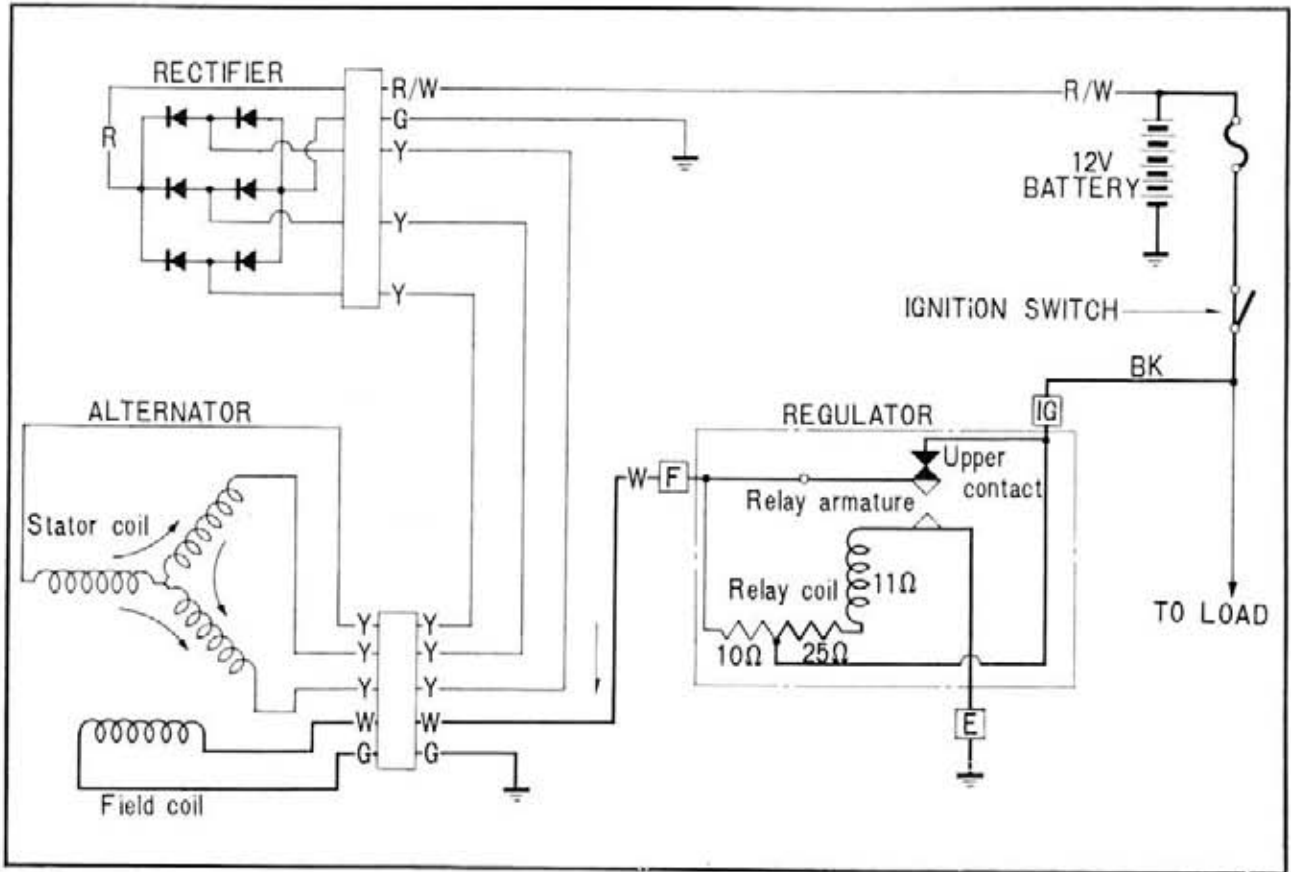 RECTIFIER
R/W
R/W
R
G
Y
Y
Y
12V
BATTERY
IGNITiON SWITCH
BK
ALTERNATOR
REGULATOR
IG
W
F
Upper
contact
Relay armature
Stator coil
Relay coil
11Ω
10Ω
25Ω
TO LOAD
Y Y
Y Y
Y Y
W W
G G
E
Field coil